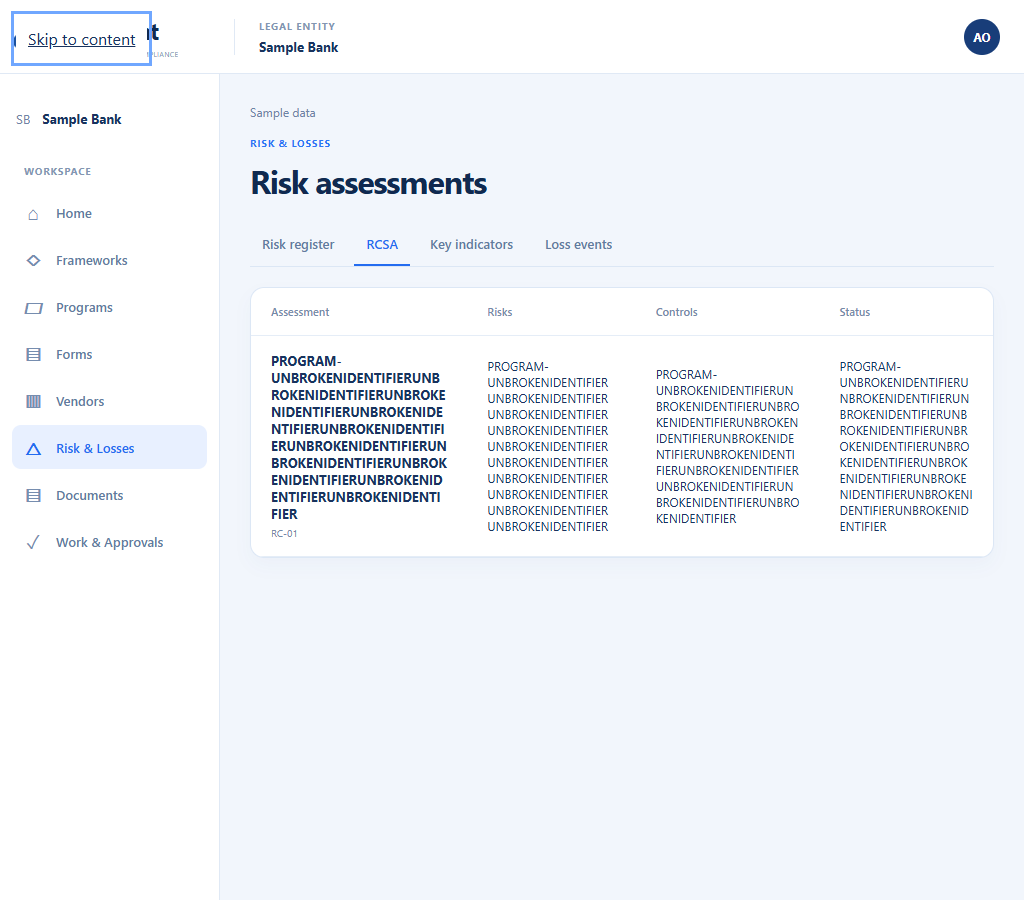 Skip to content
LEGAL ENTITY
Sample Bank
AO
SB Sample Bank
WORKSPACE
Home
Frameworks
Programs
Forms
Vendors
Risk & Losses
Documents
Work & Approvals
Sample data
RISK & LOSSES
Risk assessments
Risk register RCSA Key indicators Loss events
Assessment Risks Controls Status
PROGRAM-
UNBROKENIDENTIFIERUNB
ROKENIDENTIFIERUNBROKE
NIDENTIFIERUNBROKENIDE
NTIFIERUNBROKENIDENTIFI
ERUNBROKENIDENTIFIERUN
BROKENIDENTIFIERUNBROK
ENIDENTIFIERUNBROKENID
ENTIFIERUNBROKENIDENTI
FIER
RC-01
PROGRAM-
UNBROKENIDENTIFIER
UNBROKENIDENTIFIER
UNBROKENIDENTIFIER
UNBROKENIDENTIFIER
UNBROKENIDENTIFIER
UNBROKENIDENTIFIER
UNBROKENIDENTIFIER
UNBROKENIDENTIFIER
UNBROKENIDENTIFIER
UNBROKENIDENTIFIER
PROGRAM-
UNBROKENIDENTIFIERUN
BROKENIDENTIFIERUNBRO
KENIDENTIFIERUNBROKEN
IDENTIFIERUNBROKENIDE
NTIFIERUNBROKENIDENTI
FIERUNBROKENIDENTIFIER
UNBROKENIDENTIFIERUN
BROKENIDENTIFIERUNBRO
KENIDENTIFIER
PROGRAM-
UNBROKENIDENTIFIERU
NBROKENIDENTIFIERUN
BROKENIDENTIFIERUNB
ROKENIDENTIFIERUNBR
OKENIDENTIFIERUNBRO
KENIDENTIFIERUNBROK
ENIDENTIFIERUNBROKE
NIDENTIFIERUNBROKENI
DENTIFIERUNBROKENID
ENTIFIER